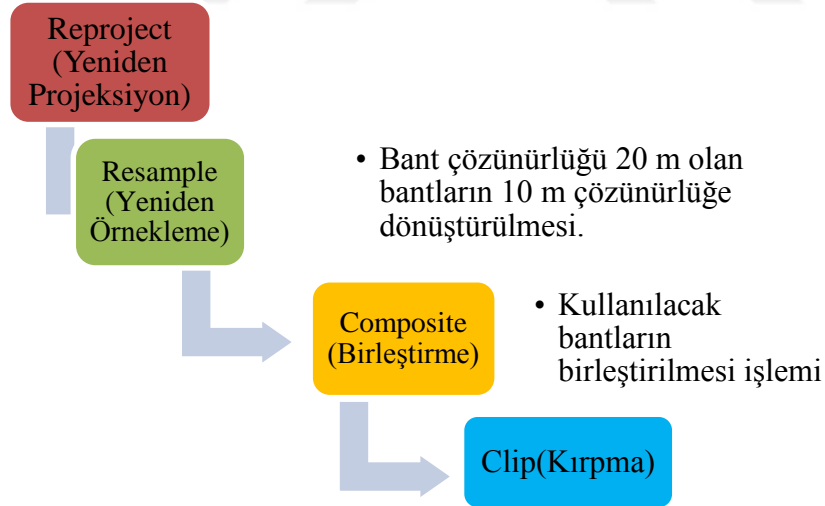 Reproject
(Yeniden
Projeksiyon)
Resample
(Yeniden
Örnekleme)
• Bant çözünürlüğü 20 m olan
bantların 10 m çözünürlüğe
dönüştürülmesi.
Composite
(Birleştirme)
• Kullanılacak
bantların
birleştirilmesi işlemi
Clip(Kırpma)